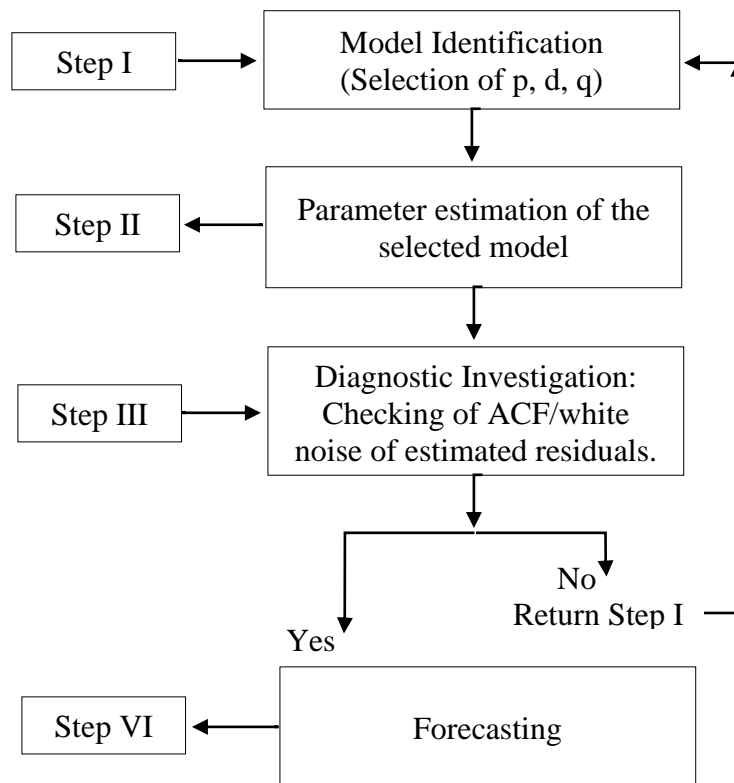 Step I
Model Identification
(Selection of p, d, q)
Step II
Parameter estimation of the
selected model
Step III
Diagnostic Investigation:
Checking of ACF/white
noise of estimated residuals.
No
Return Step I
Yes
Step VI
Forecasting